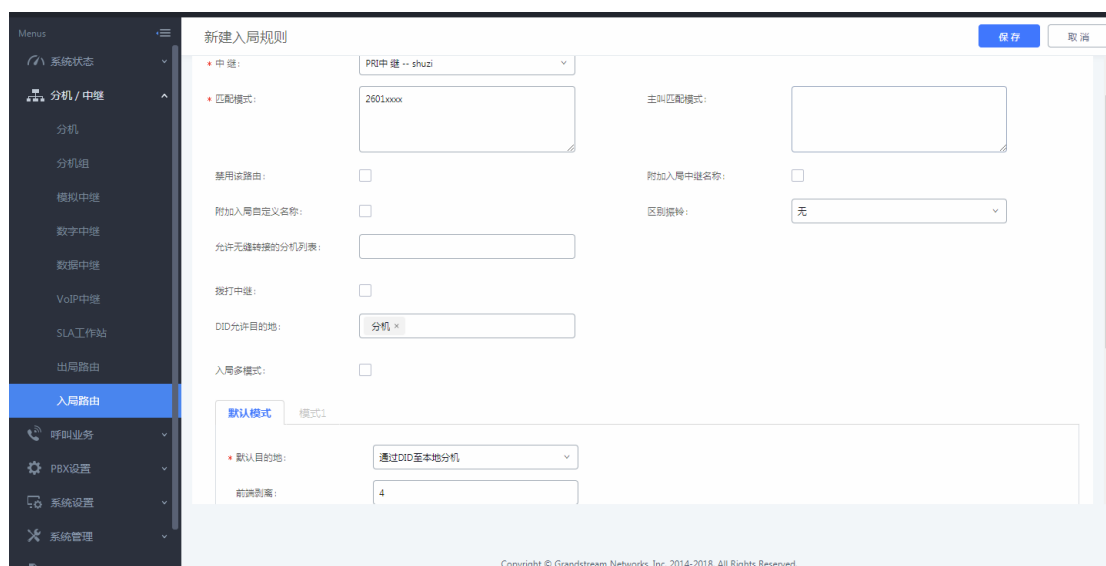 Menus
系统状态
分机 / 中继
分机
分机组
模拟中继
数字中继
数据中继
VoIP中继
SLA工作站
出局路由
入局路由
呼叫业务
PBX设置
系统设置
系统管理
新建入局规则
保存
取消
* 中继:
PRI中继 -- shuzi
* 匹配模式:
2601xxxx
主叫匹配模式:
禁用该路由:
附加入局中继名称:
附加入局自定义名称:
区别振铃:
无
允许无缝转接的分机列表:
拨打中继:
DID允许目的地:
分机 ×
入局多模式:
默认模式
模式1
* 默认目的地:
通过DID至本地分机
前端剥离:
4
Copyright © Grandstream Networks, Inc. 2014-2018. All Rights Reserved.